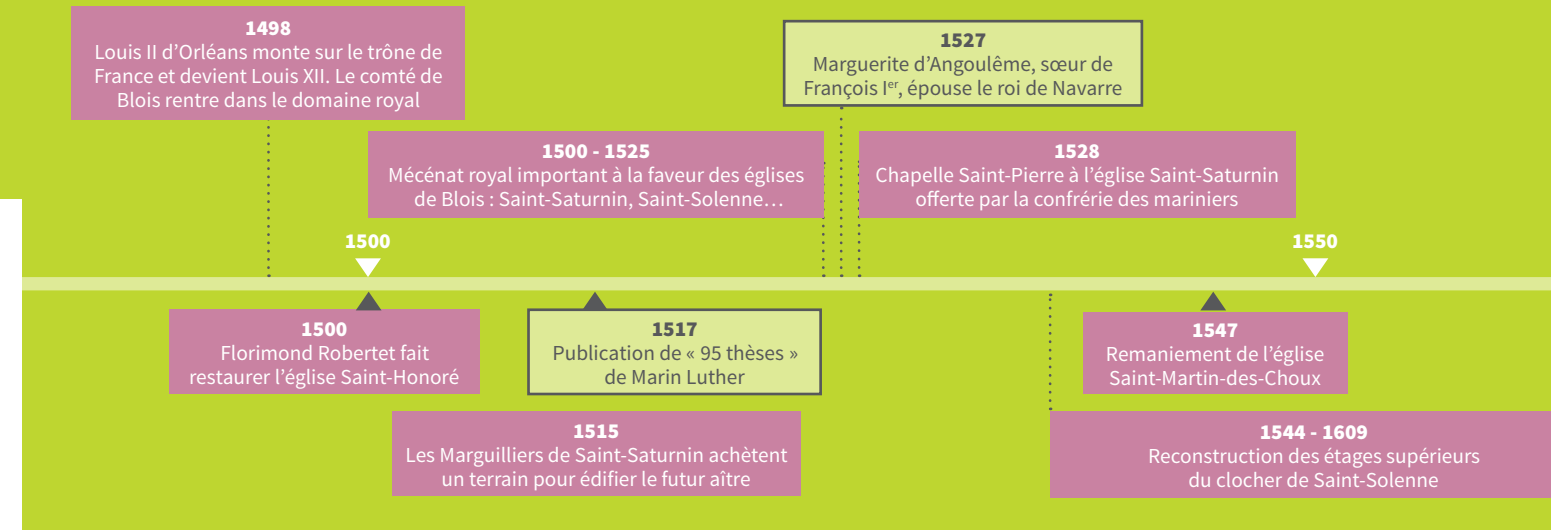 1498
Louis II d’Orléans monte sur le trône de
France et devient Louis XII. Le comté de
Blois rentre dans le domaine royal
1527
Marguerite d’Angoulême, sœur de
François Ier, épouse le roi de Navarre
1500 - 1525
Mécénat royal important à la faveur des églises
de Blois : Saint-Saturnin, Saint-Solenne…
1528
Chapelle Saint-Pierre à l’église Saint-Saturnin
offerte par la confrérie des mariniers
1500
1550
1500
Florimond Robertet fait
restaurer l’église Saint-Honoré
1517
Publication de « 95 thèses »
de Marin Luther
1547
Remaniement de l’église
Saint-Martin-des-Choux
1515
Les Marguilliers de Saint-Saturnin achètent
un terrain pour édifier le futur aître
1544 - 1609
Reconstruction des étages supérieurs
du clocher de Saint-Solenne